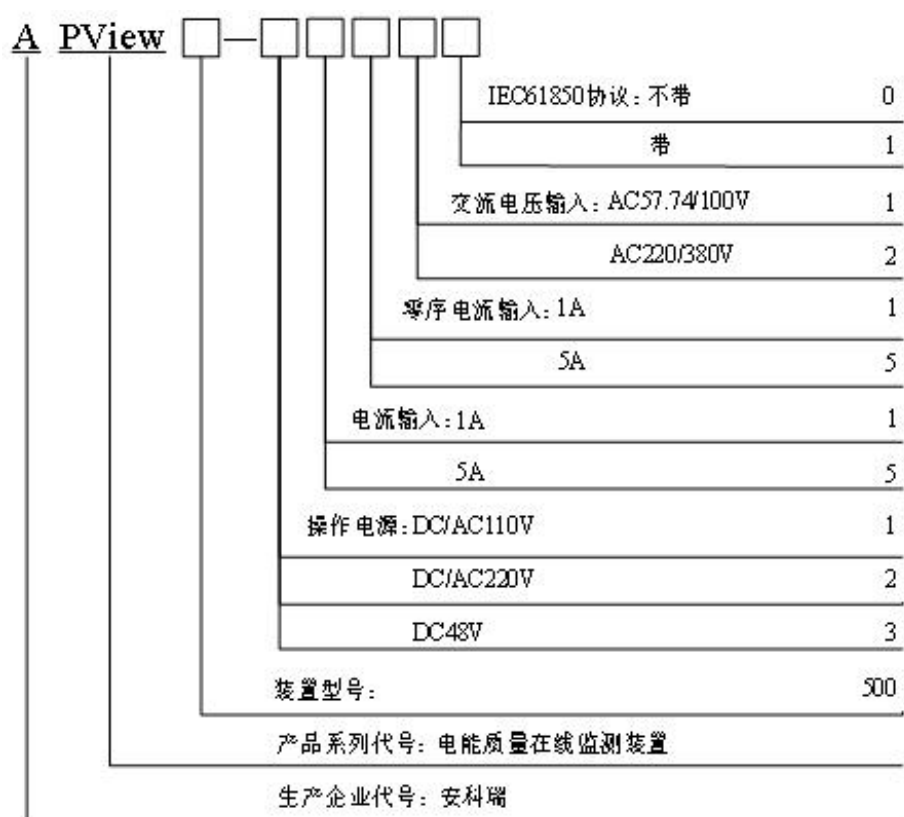 A PView □—□□□□□
IEC61850协议:不带 0
带 1
交流电压输入:AC57.74/100V 1
AC220/380V 2
零序电流输入:1A 1
5A 5
电流输入:1A 1
5A 5
操作电源:DC/AC110V 1
DC/AC220V 2
DC48V 3
装置型号: 500
产品系列代号:电能质量在线监测装置
生产企业代号:安科瑞